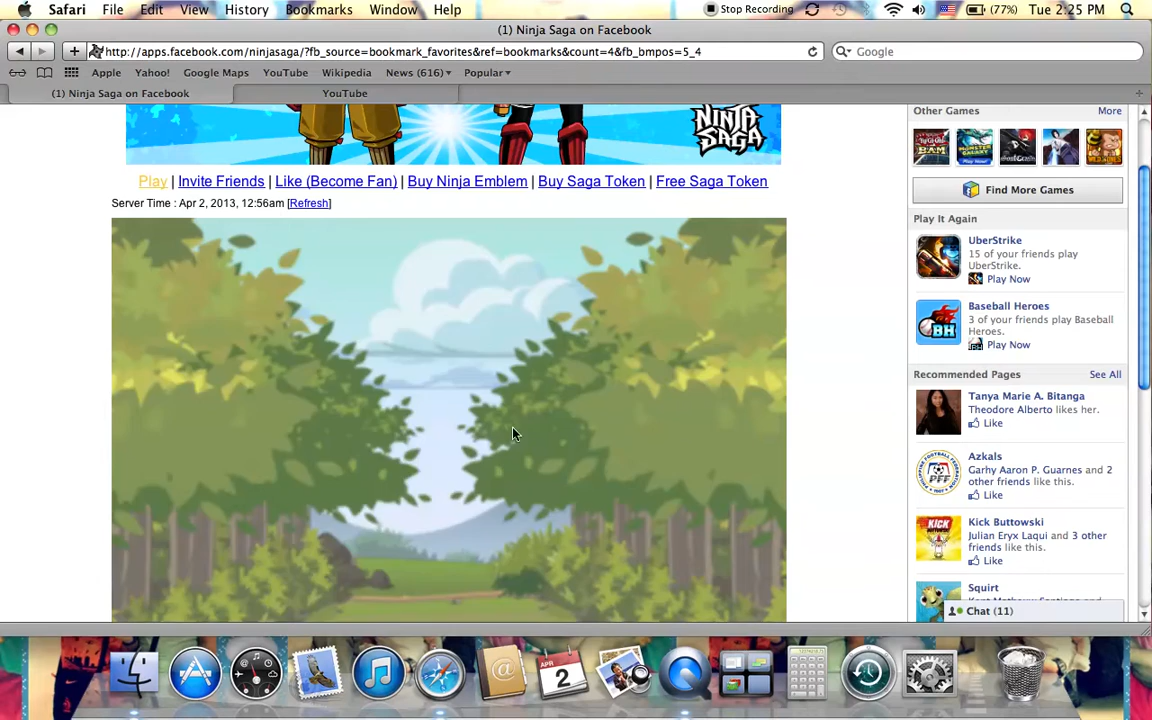 Safari File Edit View History Bookmarks Window Help Stop Recording (77%) Tue 2:25 PM
(1) Ninja Saga on Facebook
http://apps.facebook.com/ninjasaga/?fb_source=bookmark_favorites&ref=bookmarks&count=4&fb_bmpos=5_4 Google
Apple Yahoo! Google Maps YouTube Wikipedia News (616) Popular
(1) Ninja Saga on Facebook YouTube
NINJA SAGA
Play | Invite Friends | Like (Become Fan) | Buy Ninja Emblem | Buy Saga Token | Free Saga Token
Server Time : Apr 2, 2013, 12:56am [Refresh]
Other Games More
BAM
Find More Games
Play It Again
UberStrike
15 of your friends play
UberStrike.
Play Now
Baseball Heroes
3 of your friends play Baseball
Heroes.
Play Now
BH
Recommended Pages See All
Tanya Marie A. Bitanga
Theodore Alberto likes her.
Like
Azkals
Garhy Aaron P. Guarnes and 2
other friends like this.
Like
PFF
Kick Buttowski
Julian Eryx Laqui and 3 other
friends like this.
Like
KICK
Squirt
Chat (11)
APR
2